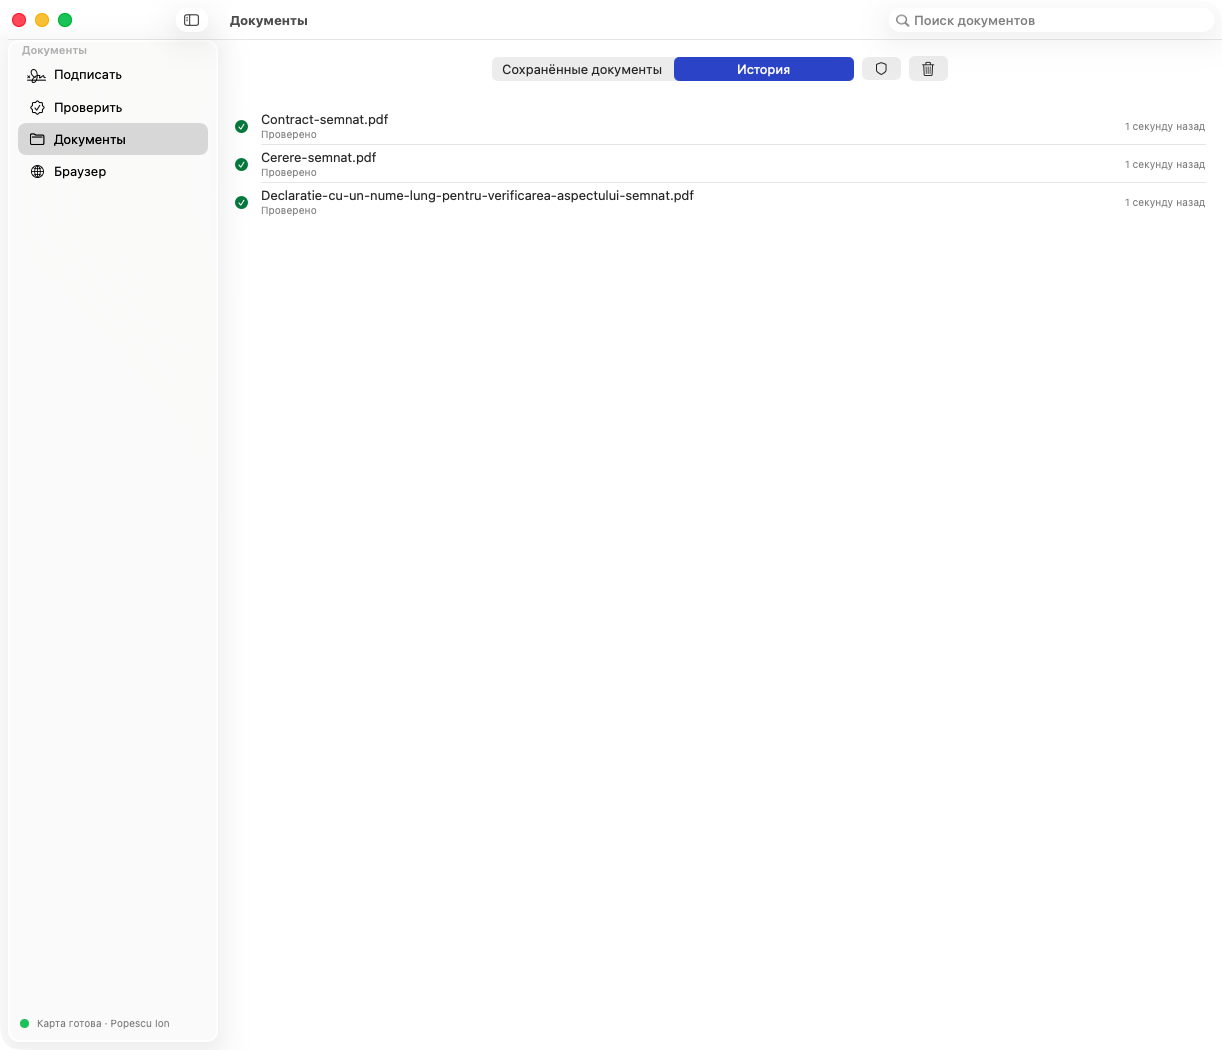 Документы
Поиск документов
Документы
Подписать
Проверить
Документы
Браузер
Сохранённые документы
История
Contract-semnat.pdf
Проверено
1 секунду назад
Cerere-semnat.pdf
Проверено
1 секунду назад
Declaratie-cu-un-nume-lung-pentru-verificarea-aspectului-semnat.pdf
Проверено
1 секунду назад
Карта готова · Popescu Ion